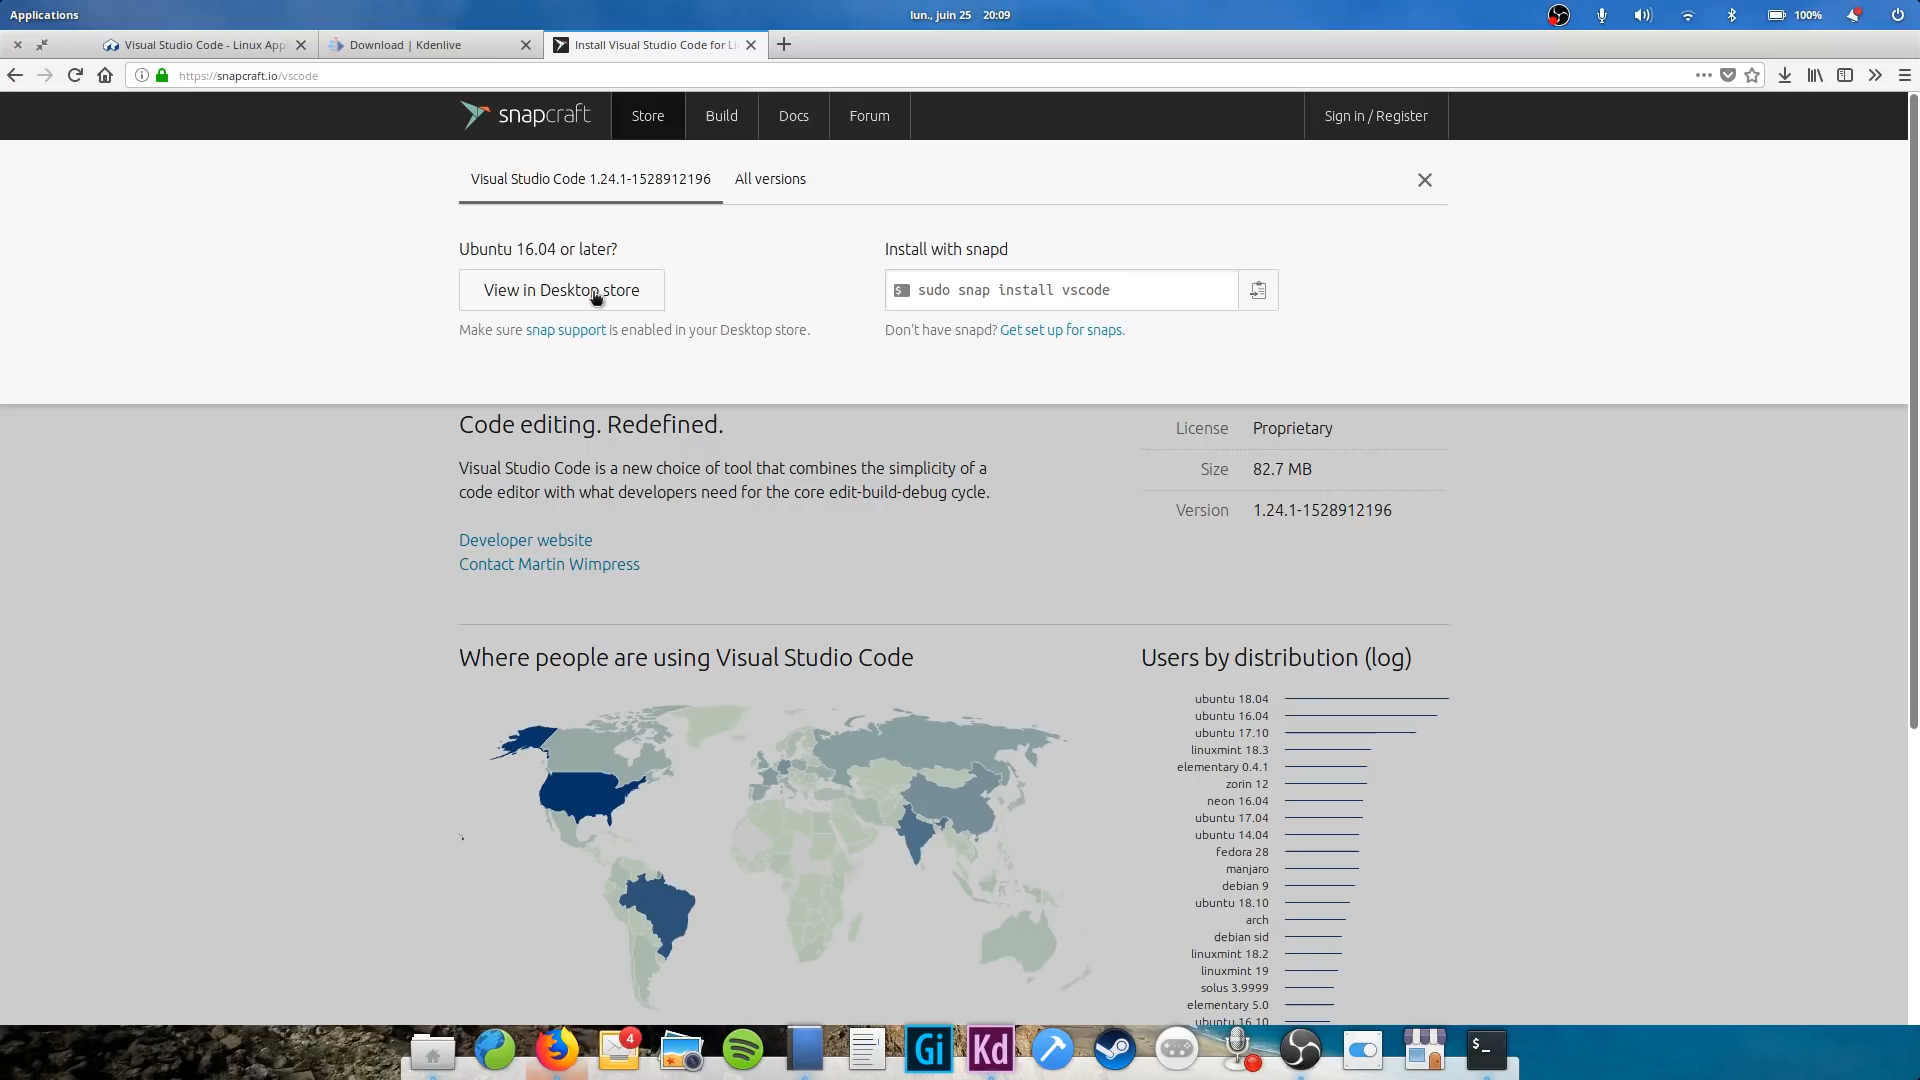 Applications
lun., juin 25 20:09
100%
Visual Studio Code - Linux App
Download | Kdenlive
Install Visual Studio Code for Li
https://snapcraft.io/vscode
snapcraft
Store
Build
Docs
Forum
Sign in / Register
Visual Studio Code 1.24.1-1528912196
All versions
Ubuntu 16.04 or later?
View in Desktop store
Make sure snap support is enabled in your Desktop store.
Install with snapd
$ sudo snap install vscode
Don't have snapd? Get set up for snaps.
Code editing. Redefined.
Visual Studio Code is a new choice of tool that combines the simplicity of a
code editor with what developers need for the core edit-build-debug cycle.
Developer website
Contact Martin Wimpress
License Proprietary
Size 82.7 MB
Version 1.24.1-1528912196
Where people are using Visual Studio Code
Users by distribution (log)
ubuntu 18.04
ubuntu 16.04
ubuntu 17.10
linuxmint 18.3
elementary 0.4.1
zorin 12
neon 16.04
ubuntu 17.04
ubuntu 14.04
fedora 28
manjaro
debian 9
ubuntu 18.10
arch
debian sid
linuxmint 18.2
linuxmint 19
solus 3.9999
elementary 5.0
ubuntu 16.10
4
Gi
Kd
$_